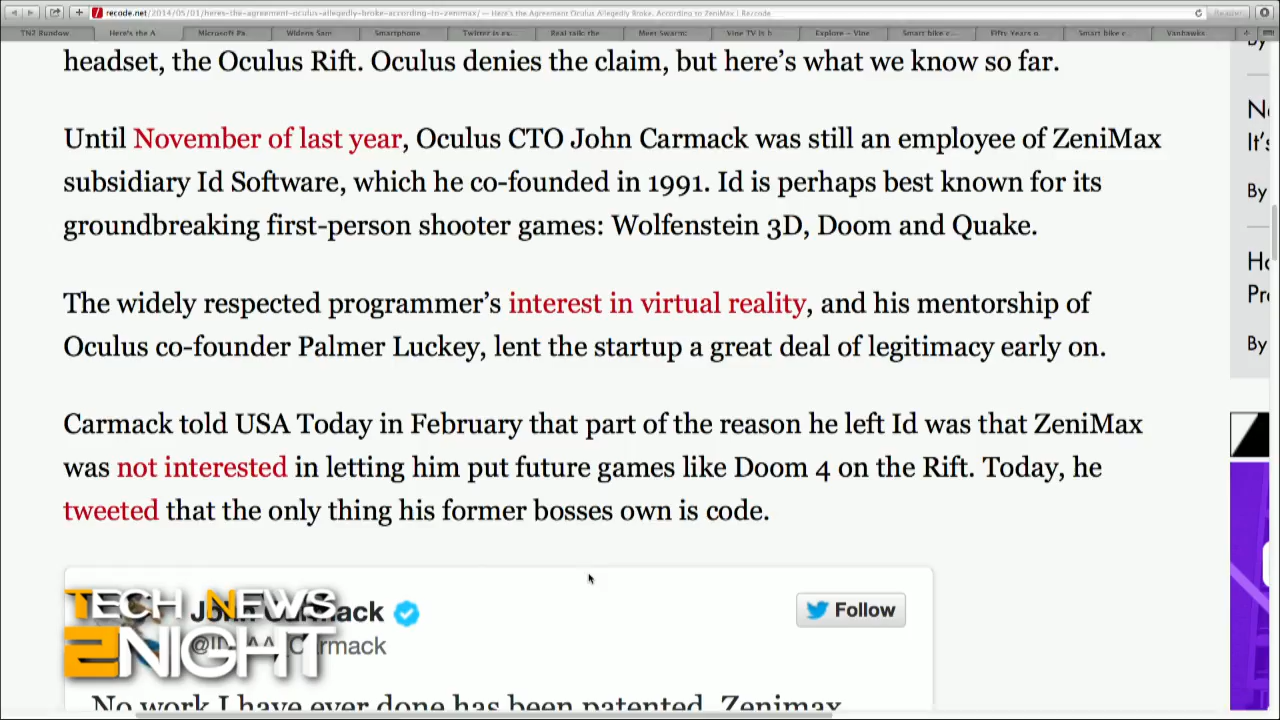 recode.net/2014/05/01/heres-the-agreement-oculus-allegedly-broke-according-to-zenimax/ — Here's the Agreement Oculus Allegedly Broke, According to ZeniMax | Re/code
Reader
TN2 Rundow
Here's the A
Microsoft Pa
Widens Sam
Smartphone
Twitter is ex...
Real talk: the
Meet Swarm:
Vine TV Is h
Explore – Vine
Smart bike e...
Fifty Years o
Smart bike e...
Vanhawks
headset, the Oculus Rift. Oculus denies the claim, but here's what we know so far.
Until November of last year, Oculus CTO John Carmack was still an employee of ZeniMax
subsidiary Id Software, which he co-founded in 1991. Id is perhaps best known for its
groundbreaking first-person shooter games: Wolfenstein 3D, Doom and Quake.
The widely respected programmer's interest in virtual reality, and his mentorship of
Oculus co-founder Palmer Luckey, lent the startup a great deal of legitimacy early on.
Carmack told USA Today in February that part of the reason he left Id was that ZeniMax
was not interested in letting him put future games like Doom 4 on the Rift. Today, he
tweeted that the only thing his former bosses own is code.
John Carmack
Follow
No work I have ever done has been patented. Zenimax
TECH NEWS
2NIGHT
It's
By
By